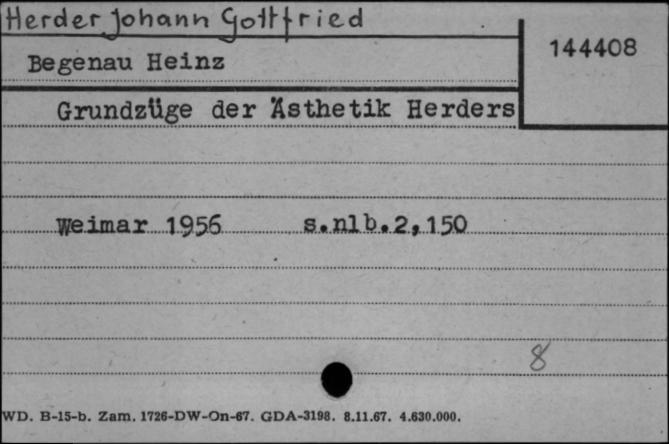 Herder Johann Gottfried
144408
Begenau Heinz
Grundzüge der Ästhetik Herders
Weimar 1956 s.nlb.2,150
8
WD. B-15-b. Zam. 1726-DW-On-67. GDA-3198. 8.11.67. 4.630.000.